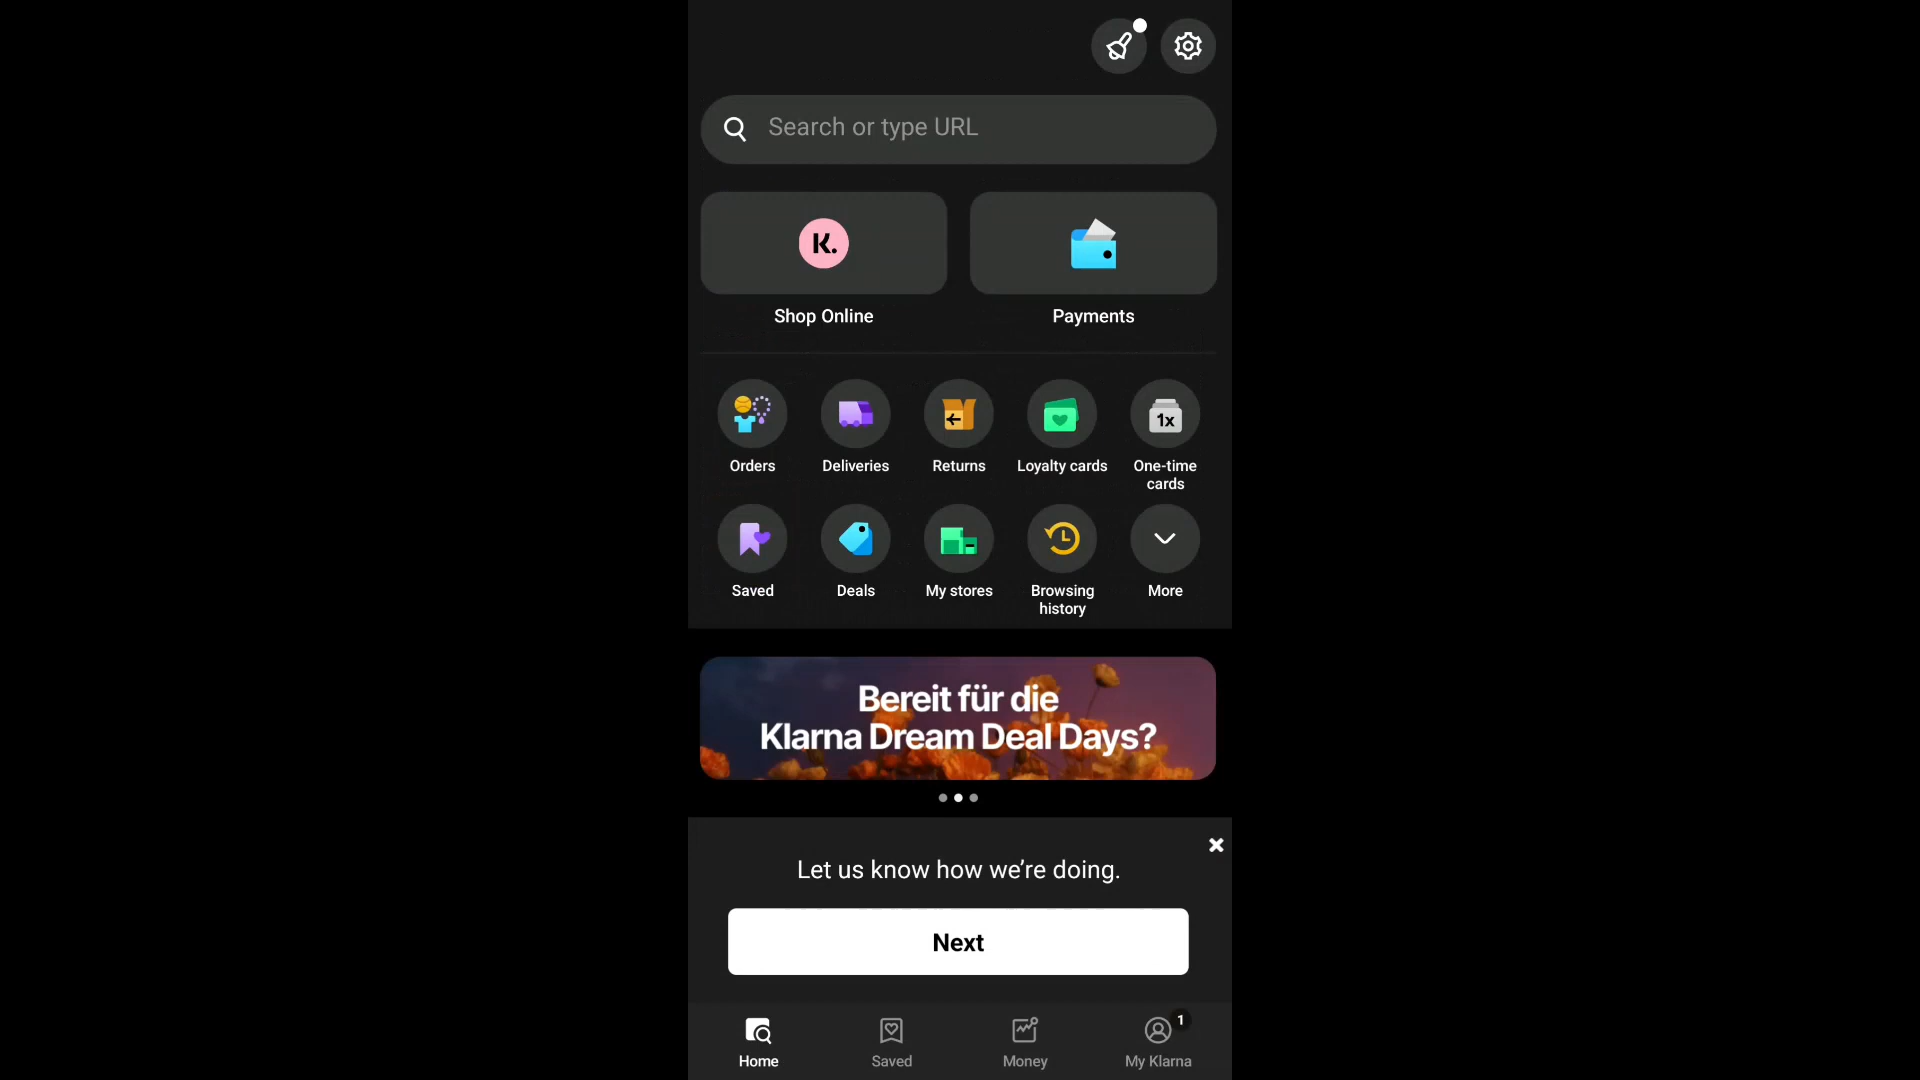 Search or type URL
K.
Shop Online
Payments
Orders
Deliveries
Returns
Loyalty cards
1x
One-time
cards
Saved
Deals
My stores
Browsing
history
More
Bereit für die
Klarna Dream Deal Days?
Let us know how we’re doing.
Next
Home
Saved
Money
1
My Klarna